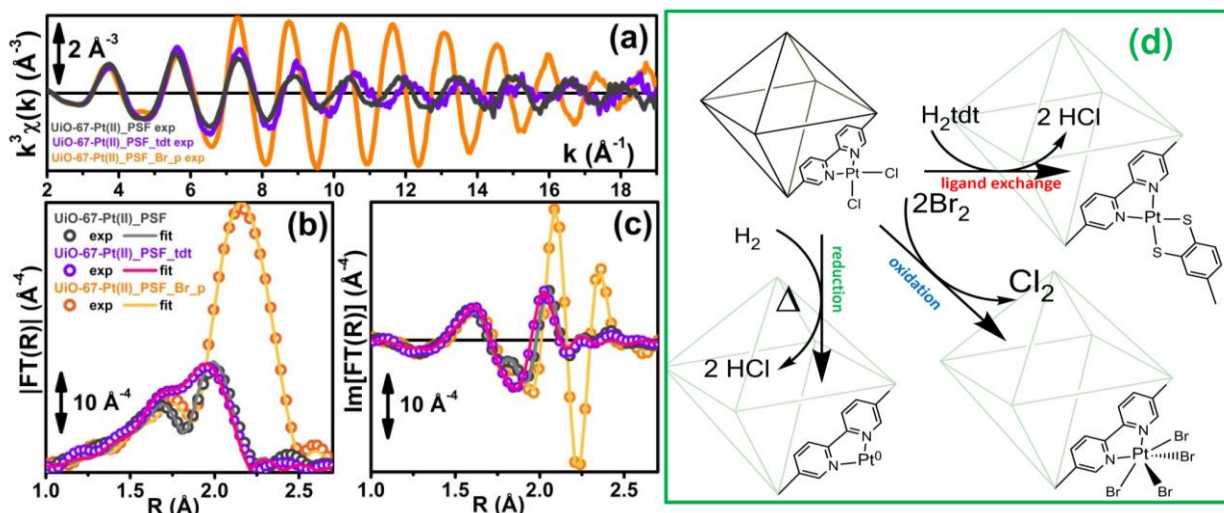 (a)
2 Å⁻³
k³χ(k) (Å⁻³)
UiO-67-Pt(II)_PSF exp
UiO-67-Pt(II)_PSF_tdt exp
UiO-67-Pt(II)_PSF_Br_p exp
k (Å⁻¹)
2 4 6 8 10 12 14 16 18
(b)
UiO-67-Pt(II)_PSF
exp fit
UiO-67-Pt(II)_PSF_tdt
exp fit
UiO-67-Pt(II)_PSF_Br_p
exp fit
|FT(R)| (Å⁻⁴)
10 Å⁻⁴
1.0 1.5 2.0 2.5
R (Å)
(c)
Im[FT(R)] (Å⁻⁴)
10 Å⁻⁴
1.0 1.5 2.0 2.5
R (Å)
(d)
N
N
Pt
Cl
Cl
H₂tdt
2 HCl
ligand exchange
N
N
Pt
S
S
2Br₂
oxidation
Cl₂
H₂
reduction
Δ
2 HCl
N
N
Pt⁰
N
N
Pt
Br
Br
Br
Br